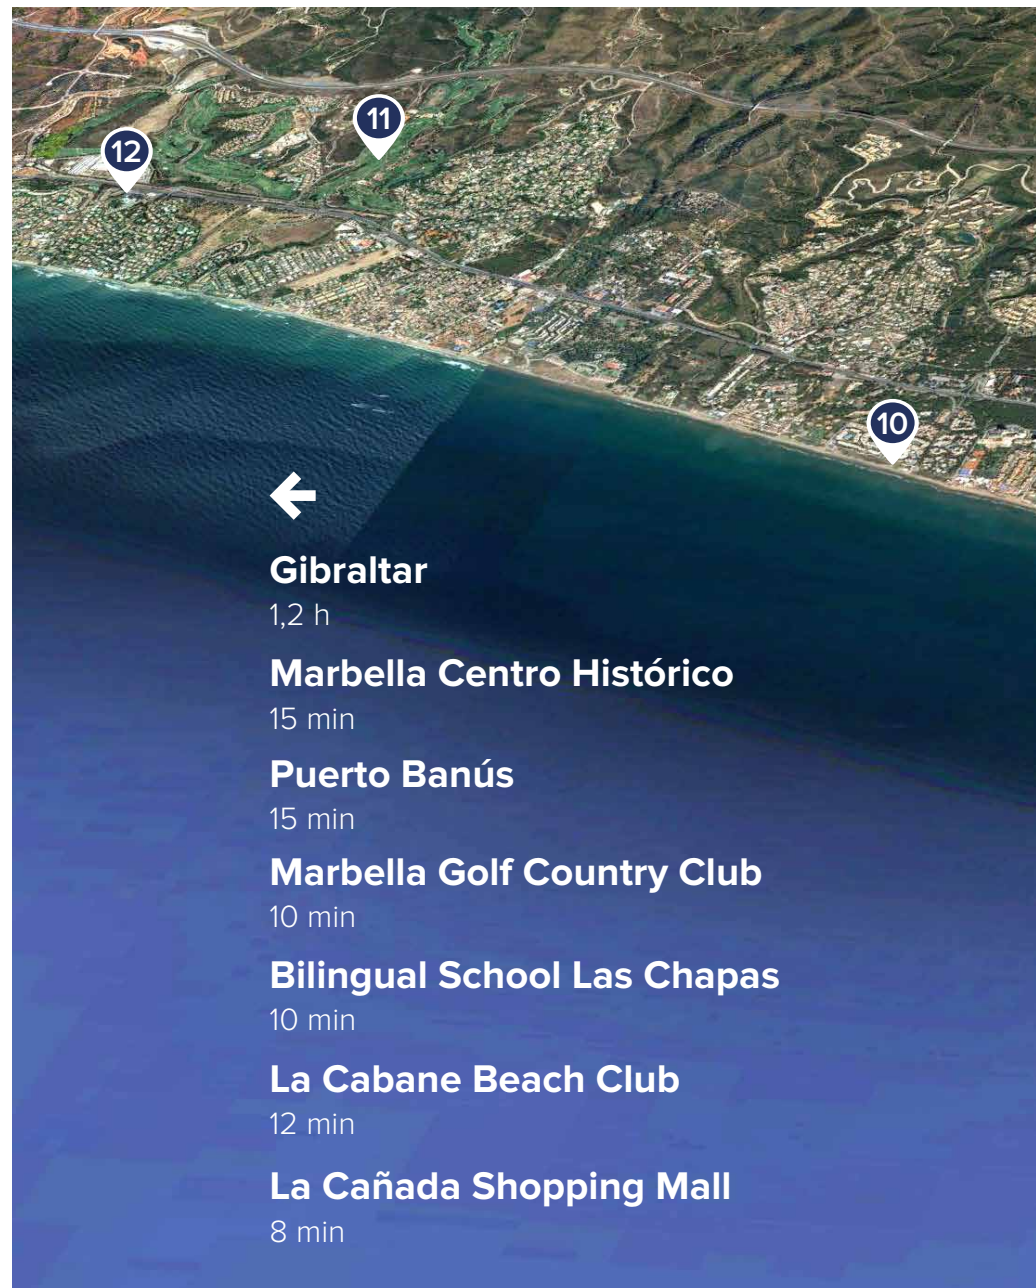 11
12
10
Gibraltar
1,2 h
Marbella Centro Histórico
15 min
Puerto Banús
15 min
Marbella Golf Country Club
10 min
Bilingual School Las Chapas
10 min
La Cabane Beach Club
12 min
La Cañada Shopping Mall
8 min